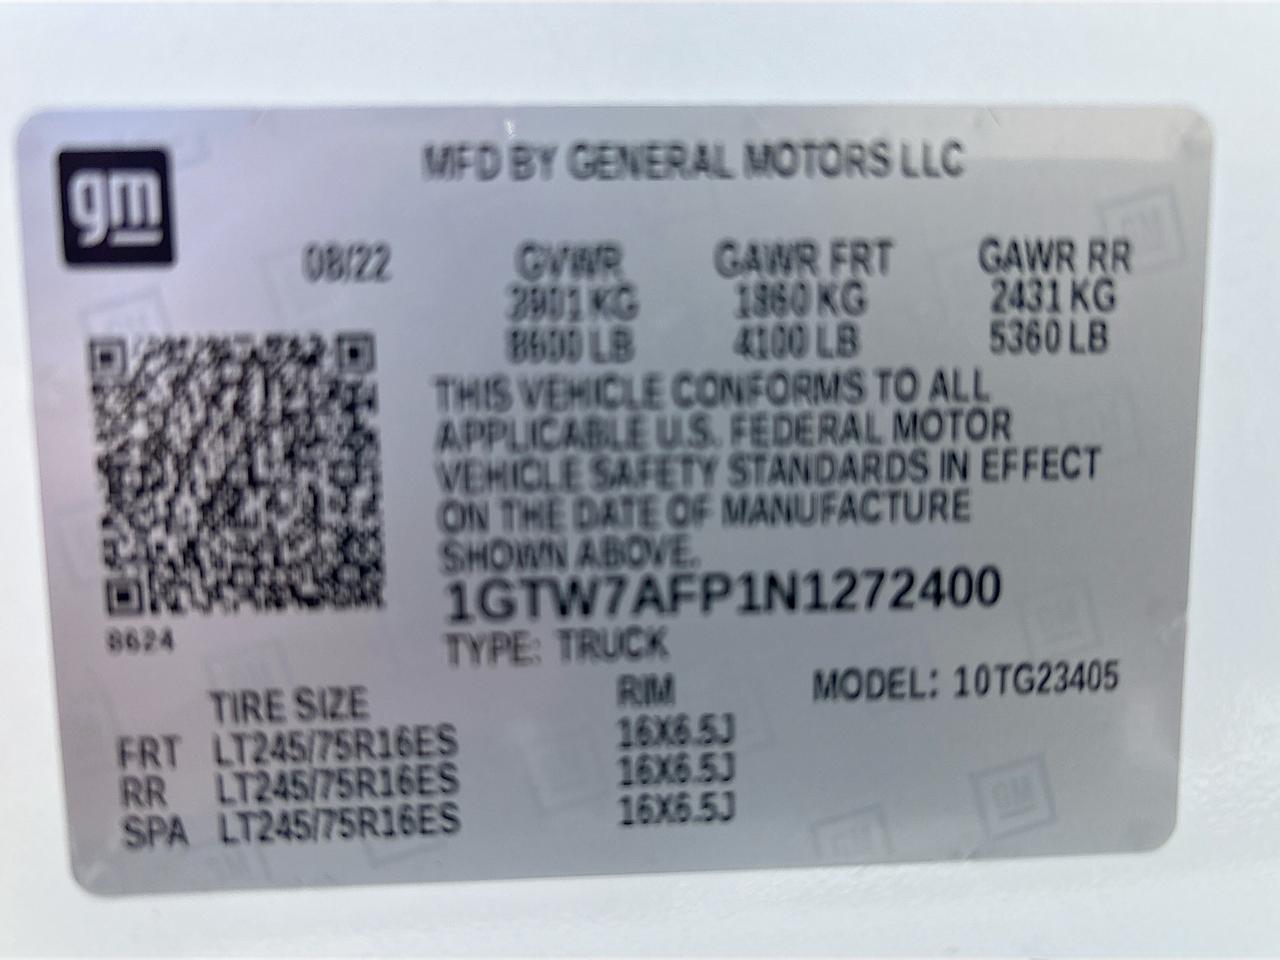 gm
MFD BY GENERAL MOTORS LLC
08/22 GVWR GAWR FRT GAWR RR
3901 KG 1860 KG 2431 KG
8600 LB 4100 LB 5360 LB
THIS VEHICLE CONFORMS TO ALL
APPLICABLE U.S. FEDERAL MOTOR
VEHICLE SAFETY STANDARDS IN EFFECT
ON THE DATE OF MANUFACTURE
SHOWN ABOVE.
1GTW7AFP1N1272400
8624
TYPE: TRUCK
MODEL: 10TG23405
TIRE SIZE RIM
FRT LT245/75R16ES 16X6.5J
RR LT245/75R16ES 16X6.5J
SPA LT245/75R16ES 16X6.5J